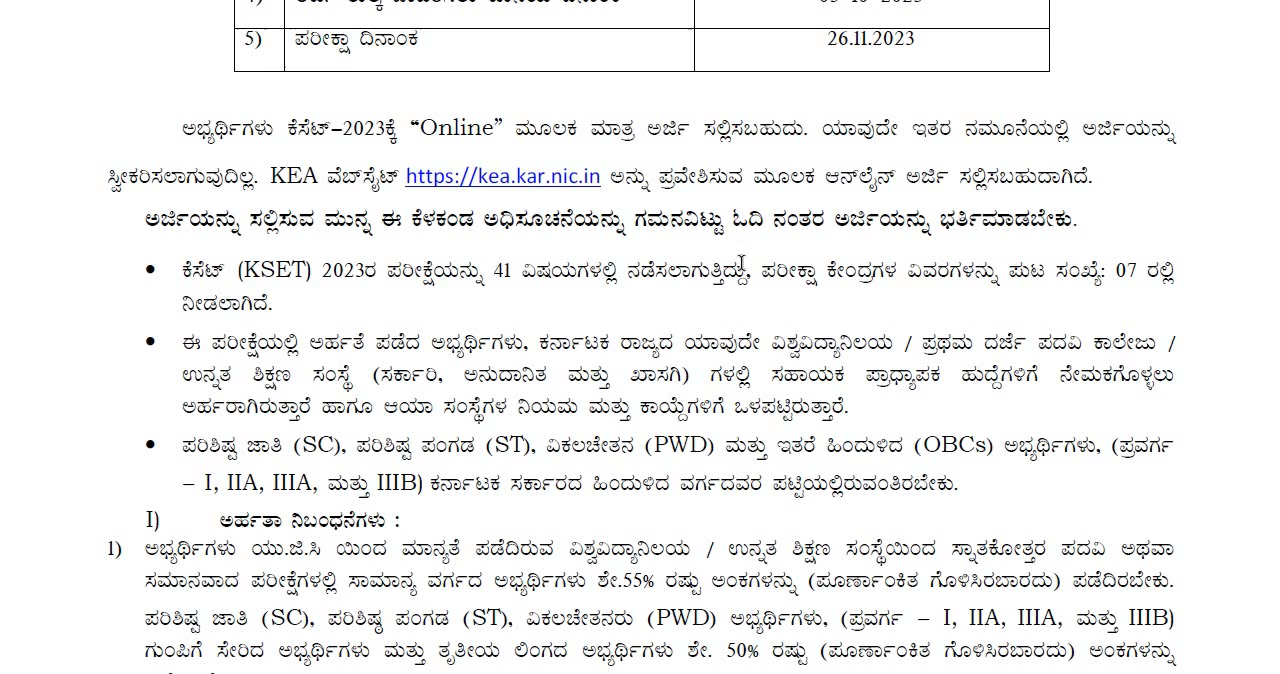 5) ಪರೀಕ್ಷಾ ದಿನಾಂಕ 26.11.2023
ಅಭ್ಯರ್ಥಿಗಳು ಕೆಸೆಟ್–2023ಕ್ಕೆ “Online” ಮೂಲಕ ಮಾತ್ರ ಅರ್ಜಿ ಸಲ್ಲಿಸಬಹುದು. ಯಾವುದೇ ಇತರ ನಮೂನೆಯಲ್ಲಿ ಅರ್ಜಿಯನ್ನು
ಸ್ವೀಕರಿಸಲಾಗುವುದಿಲ್ಲ. KEA ವೆಬ್‌ಸೈಟ್ https://kea.kar.nic.in ಅನ್ನು ಪ್ರವೇಶಿಸುವ ಮೂಲಕ ಆನ್‌ಲೈನ್ ಅರ್ಜಿ ಸಲ್ಲಿಸಬಹುದಾಗಿದೆ.
ಅರ್ಜಿಯನ್ನು ಸಲ್ಲಿಸುವ ಮುನ್ನ ಈ ಕೆಳಕಂಡ ಅಧಿಸೂಚನೆಯನ್ನು ಗಮನವಿಟ್ಟು ಓದಿ ನಂತರ ಅರ್ಜಿಯನ್ನು ಭರ್ತಿಮಾಡಬೇಕು.
• ಕೆಸೆಟ್ (KSET) 2023ರ ಪರೀಕ್ಷೆಯನ್ನು 41 ವಿಷಯಗಳಲ್ಲಿ ನಡೆಸಲಾಗುತ್ತಿದ್ದು, ಪರೀಕ್ಷಾ ಕೇಂದ್ರಗಳ ವಿವರಗಳನ್ನು ಪುಟ ಸಂಖ್ಯೆ: 07 ರಲ್ಲಿ
ನೀಡಲಾಗಿದೆ.
• ಈ ಪರೀಕ್ಷೆಯಲ್ಲಿ ಅರ್ಹತೆ ಪಡೆದ ಅಭ್ಯರ್ಥಿಗಳು, ಕರ್ನಾಟಕ ರಾಜ್ಯದ ಯಾವುದೇ ವಿಶ್ವವಿದ್ಯಾನಿಲಯ / ಪ್ರಥಮ ದರ್ಜೆ ಪದವಿ ಕಾಲೇಜು /
ಉನ್ನತ ಶಿಕ್ಷಣ ಸಂಸ್ಥೆ (ಸರ್ಕಾರಿ, ಅನುದಾನಿತ ಮತ್ತು ಖಾಸಗಿ) ಗಳಲ್ಲಿ ಸಹಾಯಕ ಪ್ರಾಧ್ಯಾಪಕ ಹುದ್ದೆಗಳಿಗೆ ನೇಮಕಗೊಳ್ಳಲು
ಅರ್ಹರಾಗಿರುತ್ತಾರೆ ಹಾಗೂ ಆಯಾ ಸಂಸ್ಥೆಗಳ ನಿಯಮ ಮತ್ತು ಕಾಯ್ದೆಗಳಿಗೆ ಒಳಪಟ್ಟಿರುತ್ತಾರೆ.
• ಪರಿಶಿಷ್ಟ ಜಾತಿ (SC), ಪರಿಶಿಷ್ಟ ಪಂಗಡ (ST), ವಿಕಲಚೇತನ (PWD) ಮತ್ತು ಇತರೆ ಹಿಂದುಳಿದ (OBCs) ಅಭ್ಯರ್ಥಿಗಳು, (ಪ್ರವರ್ಗ
– I, IIA, IIIA, ಮತ್ತು IIIB) ಕರ್ನಾಟಕ ಸರ್ಕಾರದ ಹಿಂದುಳಿದ ವರ್ಗದವರ ಪಟ್ಟಿಯಲ್ಲಿರುವಂತಿರಬೇಕು.
I) ಅರ್ಹತಾ ನಿಬಂಧನೆಗಳು :
1) ಅಭ್ಯರ್ಥಿಗಳು ಯು.ಜಿ.ಸಿ ಯಿಂದ ಮಾನ್ಯತೆ ಪಡೆದಿರುವ ವಿಶ್ವವಿದ್ಯಾನಿಲಯ / ಉನ್ನತ ಶಿಕ್ಷಣ ಸಂಸ್ಥೆಯಿಂದ ಸ್ನಾತಕೋತ್ತರ ಪದವಿ ಅಥವಾ
ಸಮಾನವಾದ ಪರೀಕ್ಷೆಗಳಲ್ಲಿ ಸಾಮಾನ್ಯ ವರ್ಗದ ಅಭ್ಯರ್ಥಿಗಳು ಶೇ.55% ರಷ್ಟು ಅಂಕಗಳನ್ನು (ಪೂರ್ಣಾಂಕಿತ ಗೊಳಿಸಿರಬಾರದು) ಪಡೆದಿರಬೇಕು.
ಪರಿಶಿಷ್ಟ ಜಾತಿ (SC), ಪರಿಶಿಷ್ಠ ಪಂಗಡ (ST), ವಿಕಲಚೇತನರು (PWD) ಅಭ್ಯರ್ಥಿಗಳು, (ಪ್ರವರ್ಗ – I, IIA, IIIA, ಮತ್ತು IIIB)
ಗುಂಪಿಗೆ ಸೇರಿದ ಅಭ್ಯರ್ಥಿಗಳು ಮತ್ತು ತೃತೀಯ ಲಿಂಗದ ಅಭ್ಯರ್ಥಿಗಳು ಶೇ. 50% ರಷ್ಟು (ಪೂರ್ಣಾಂಕಿತ ಗೊಳಿಸಿರಬಾರದು) ಅಂಕಗಳನ್ನು